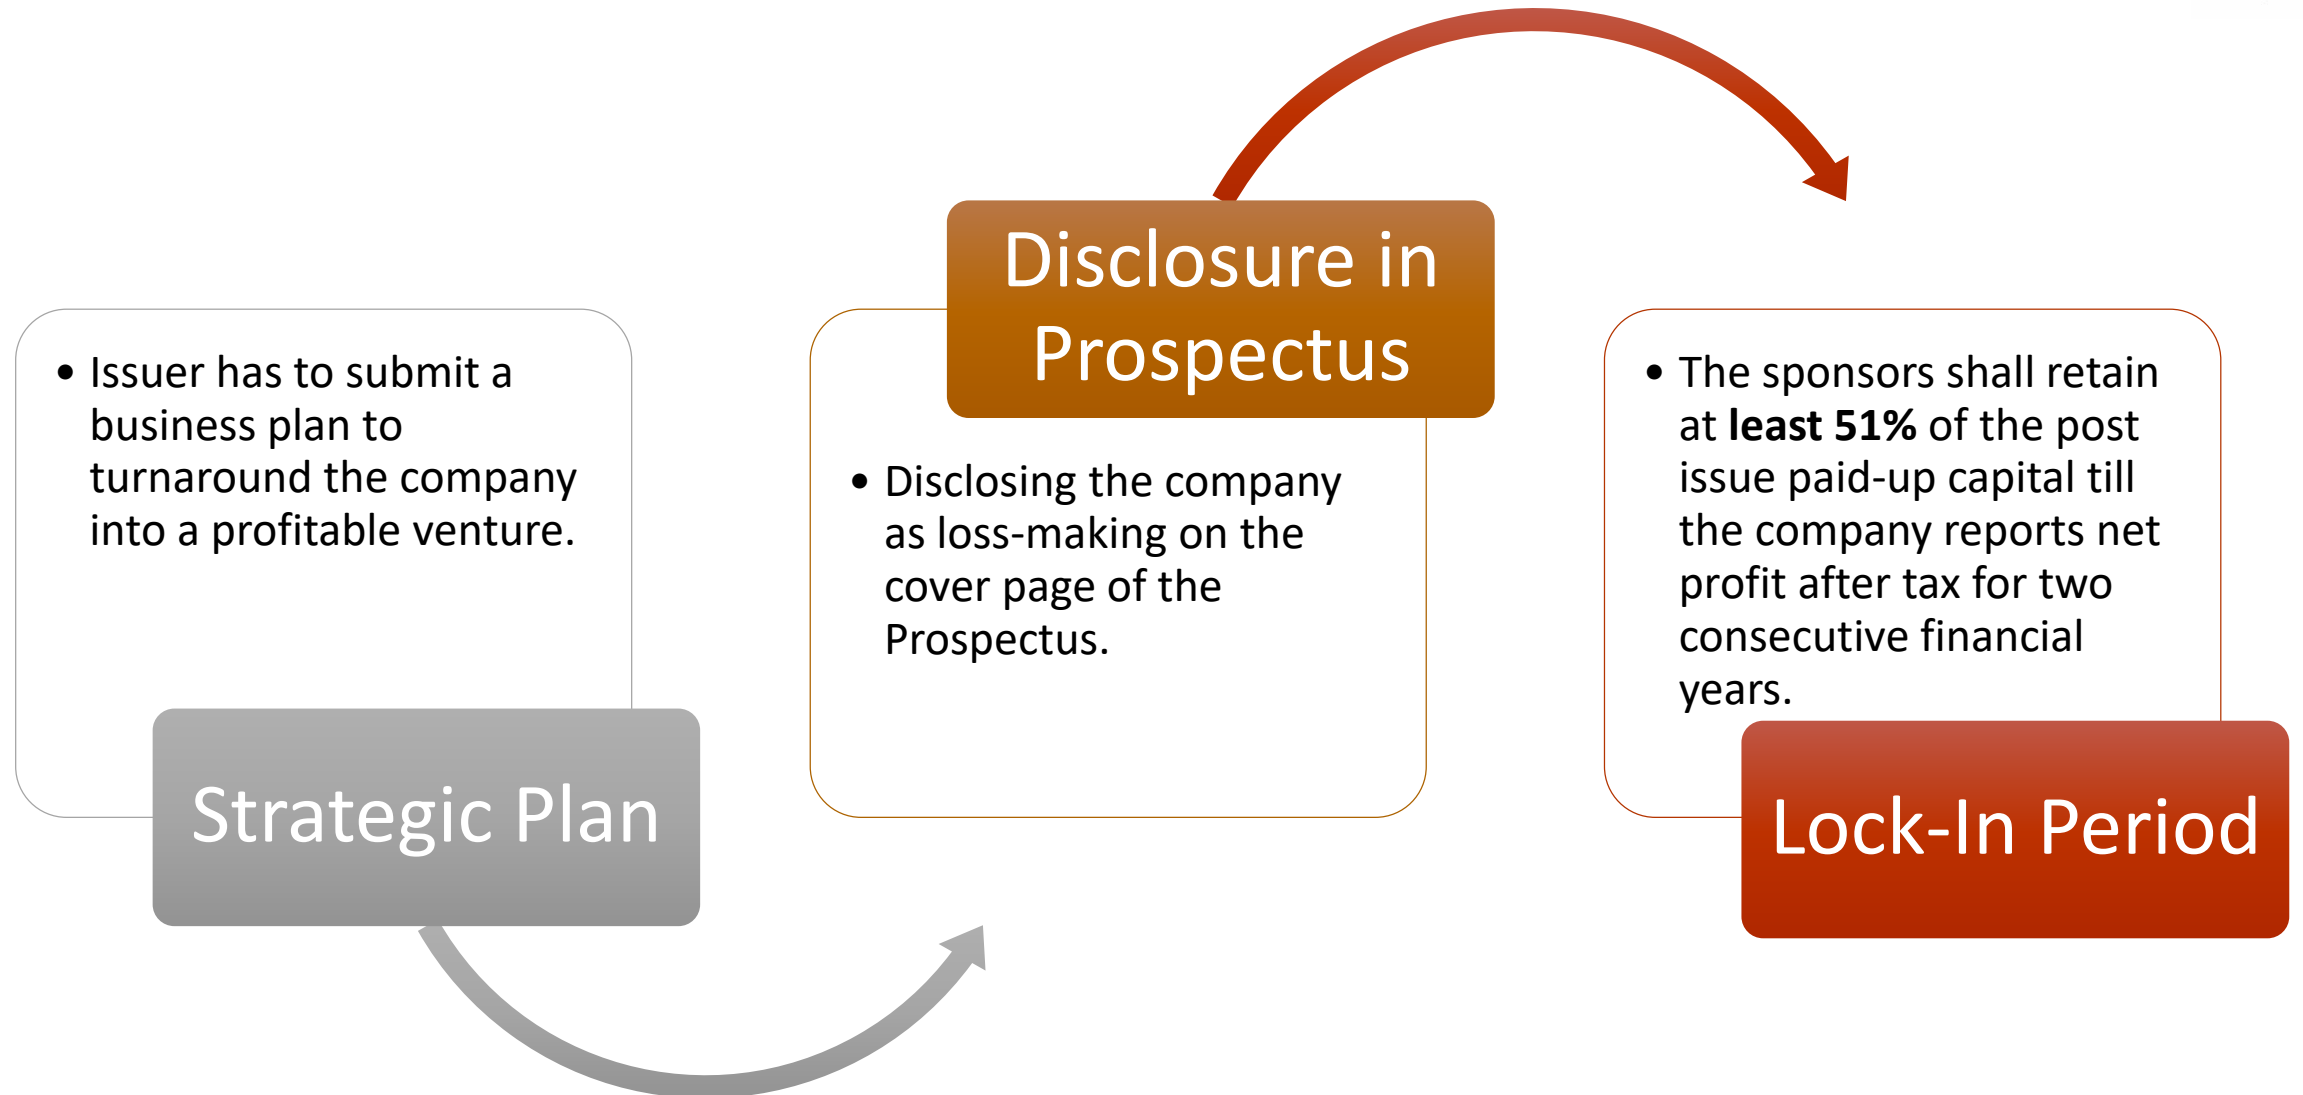 • Issuer has to submit a
business plan to
turnaround the company
into a profitable venture.
Strategic Plan
Disclosure in
Prospectus
• Disclosing the company
as loss-making on the
cover page of the
Prospectus.
• The sponsors shall retain
at least 51% of the post
issue paid-up capital till
the company reports net
profit after tax for two
consecutive financial
years.
Lock-In Period